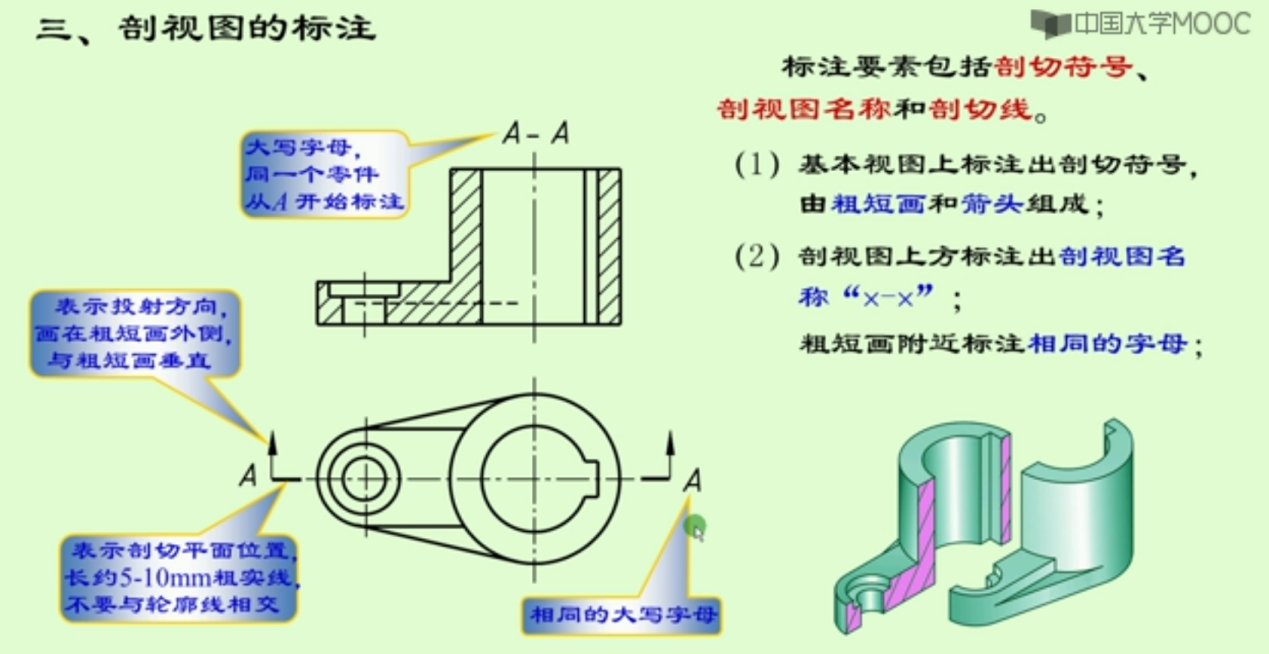 三、剖视图的标注
中国大学MOOC
标注要素包括剖切符号、
剖视图名称和剖切线。
(1) 基本视图上标注出剖切符号,
由粗短画和箭头组成;
(2) 剖视图上方标注出剖视图名
称“×-×”;
粗短画附近标注相同的字母;
A-A
大写字母,
同一个零件
从A开始标注
表示投射方向,
画在粗短画外侧,
与粗短画垂直
A
A
表示剖切平面位置,
长约5-10mm粗实线,
不要与轮廓线相交
相同的大写字母